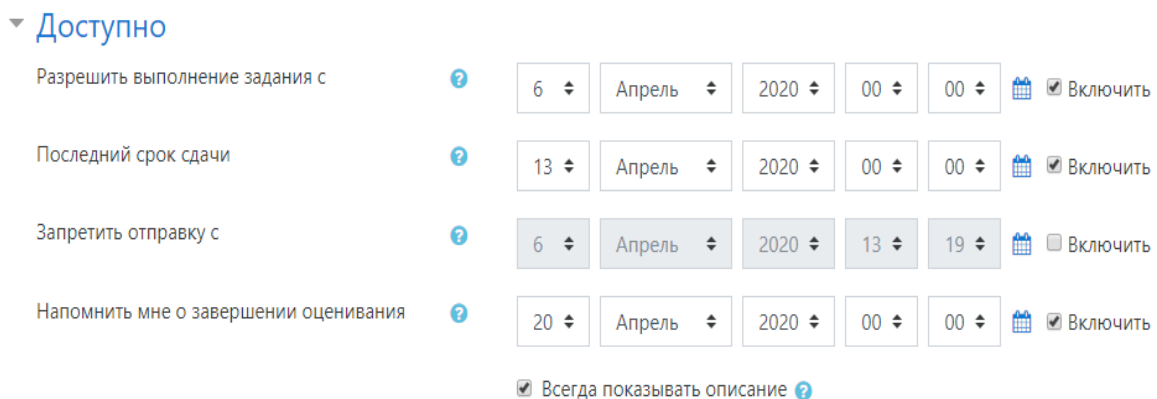 Доступно
Разрешить выполнение задания с 6 Апрель 2020 00 00 Включить
Последний срок сдачи 13 Апрель 2020 00 00 Включить
Запретить отправку с 6 Апрель 2020 13 19 Включить
Напомнить мне о завершении оценивания 20 Апрель 2020 00 00 Включить
Всегда показывать описание